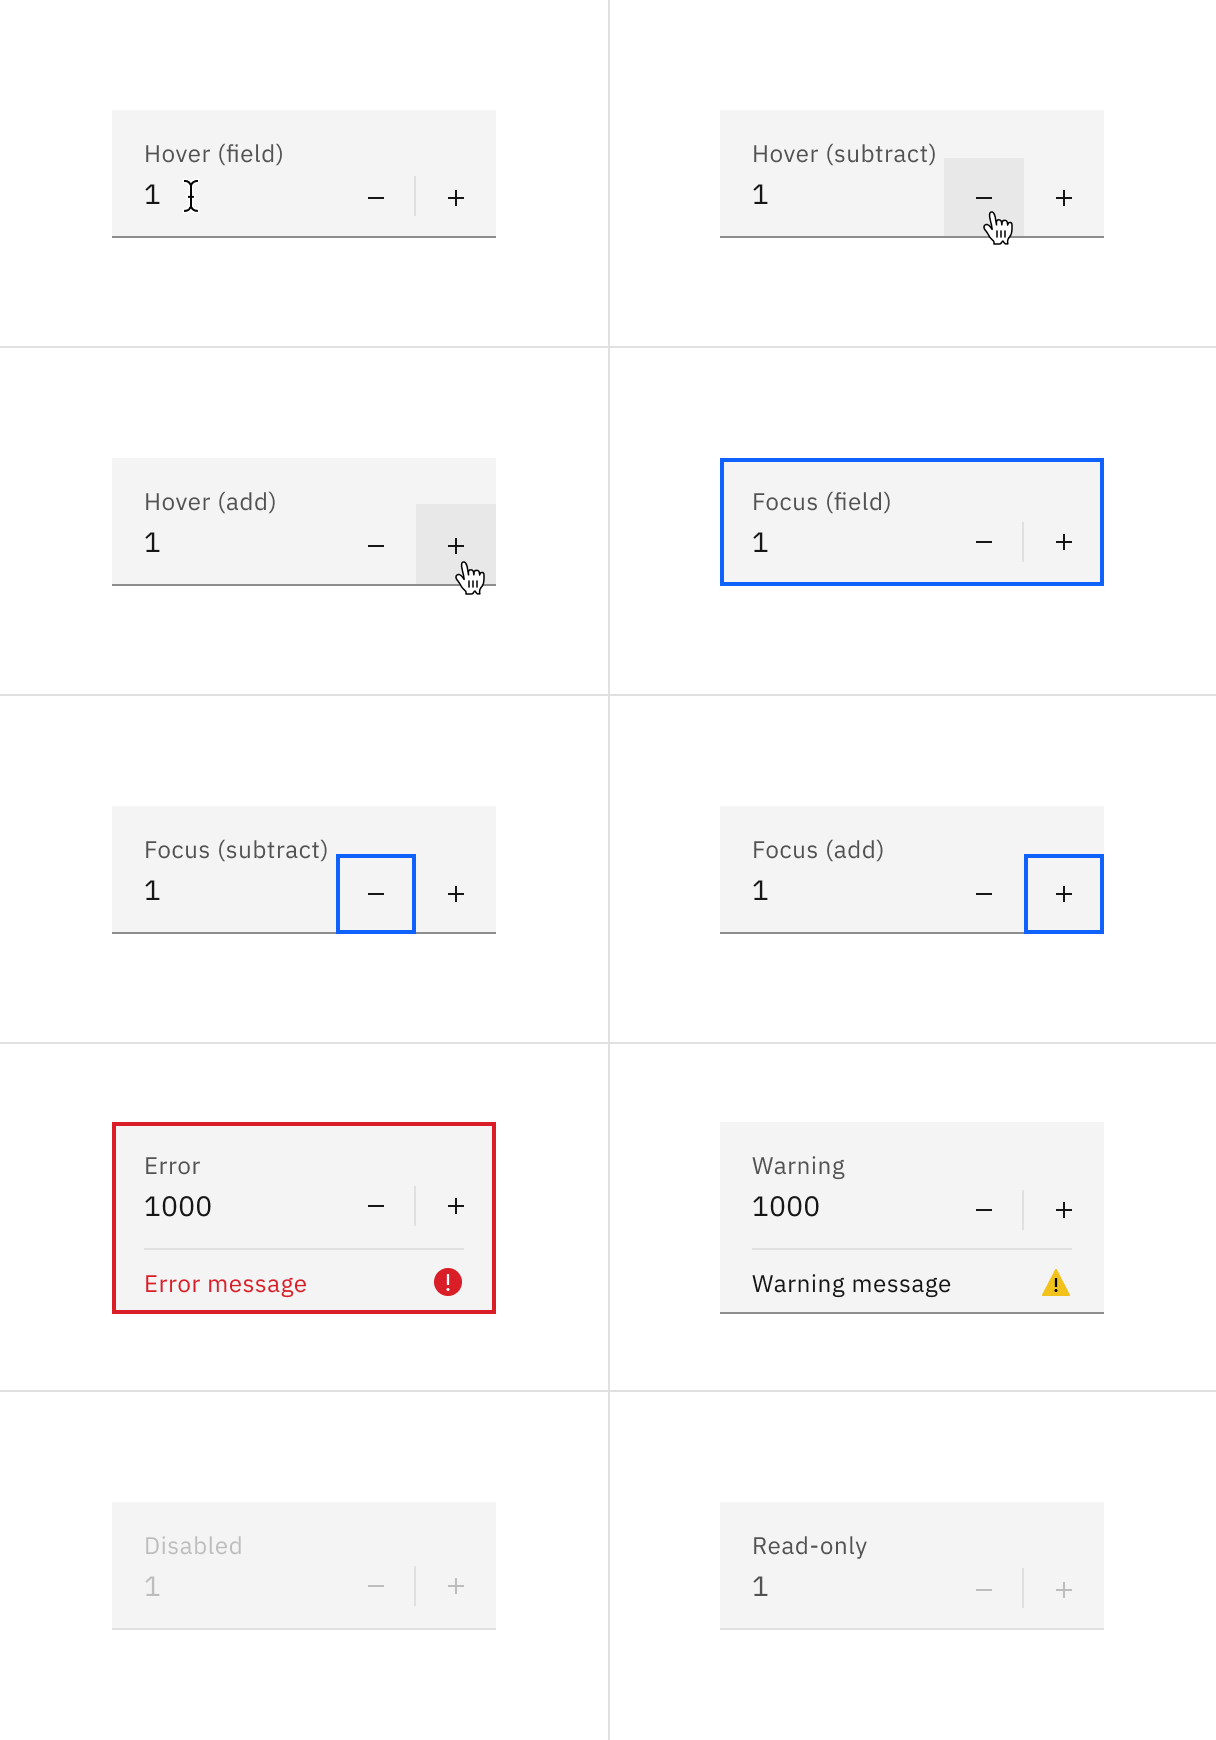 Hover (field)
1
Hover (subtract)
1
Hover (add)
1
Focus (field)
1
Focus (subtract)
1
Focus (add)
1
Error
1000
Error message
Warning
1000
Warning message
Disabled
1
Read-only
1